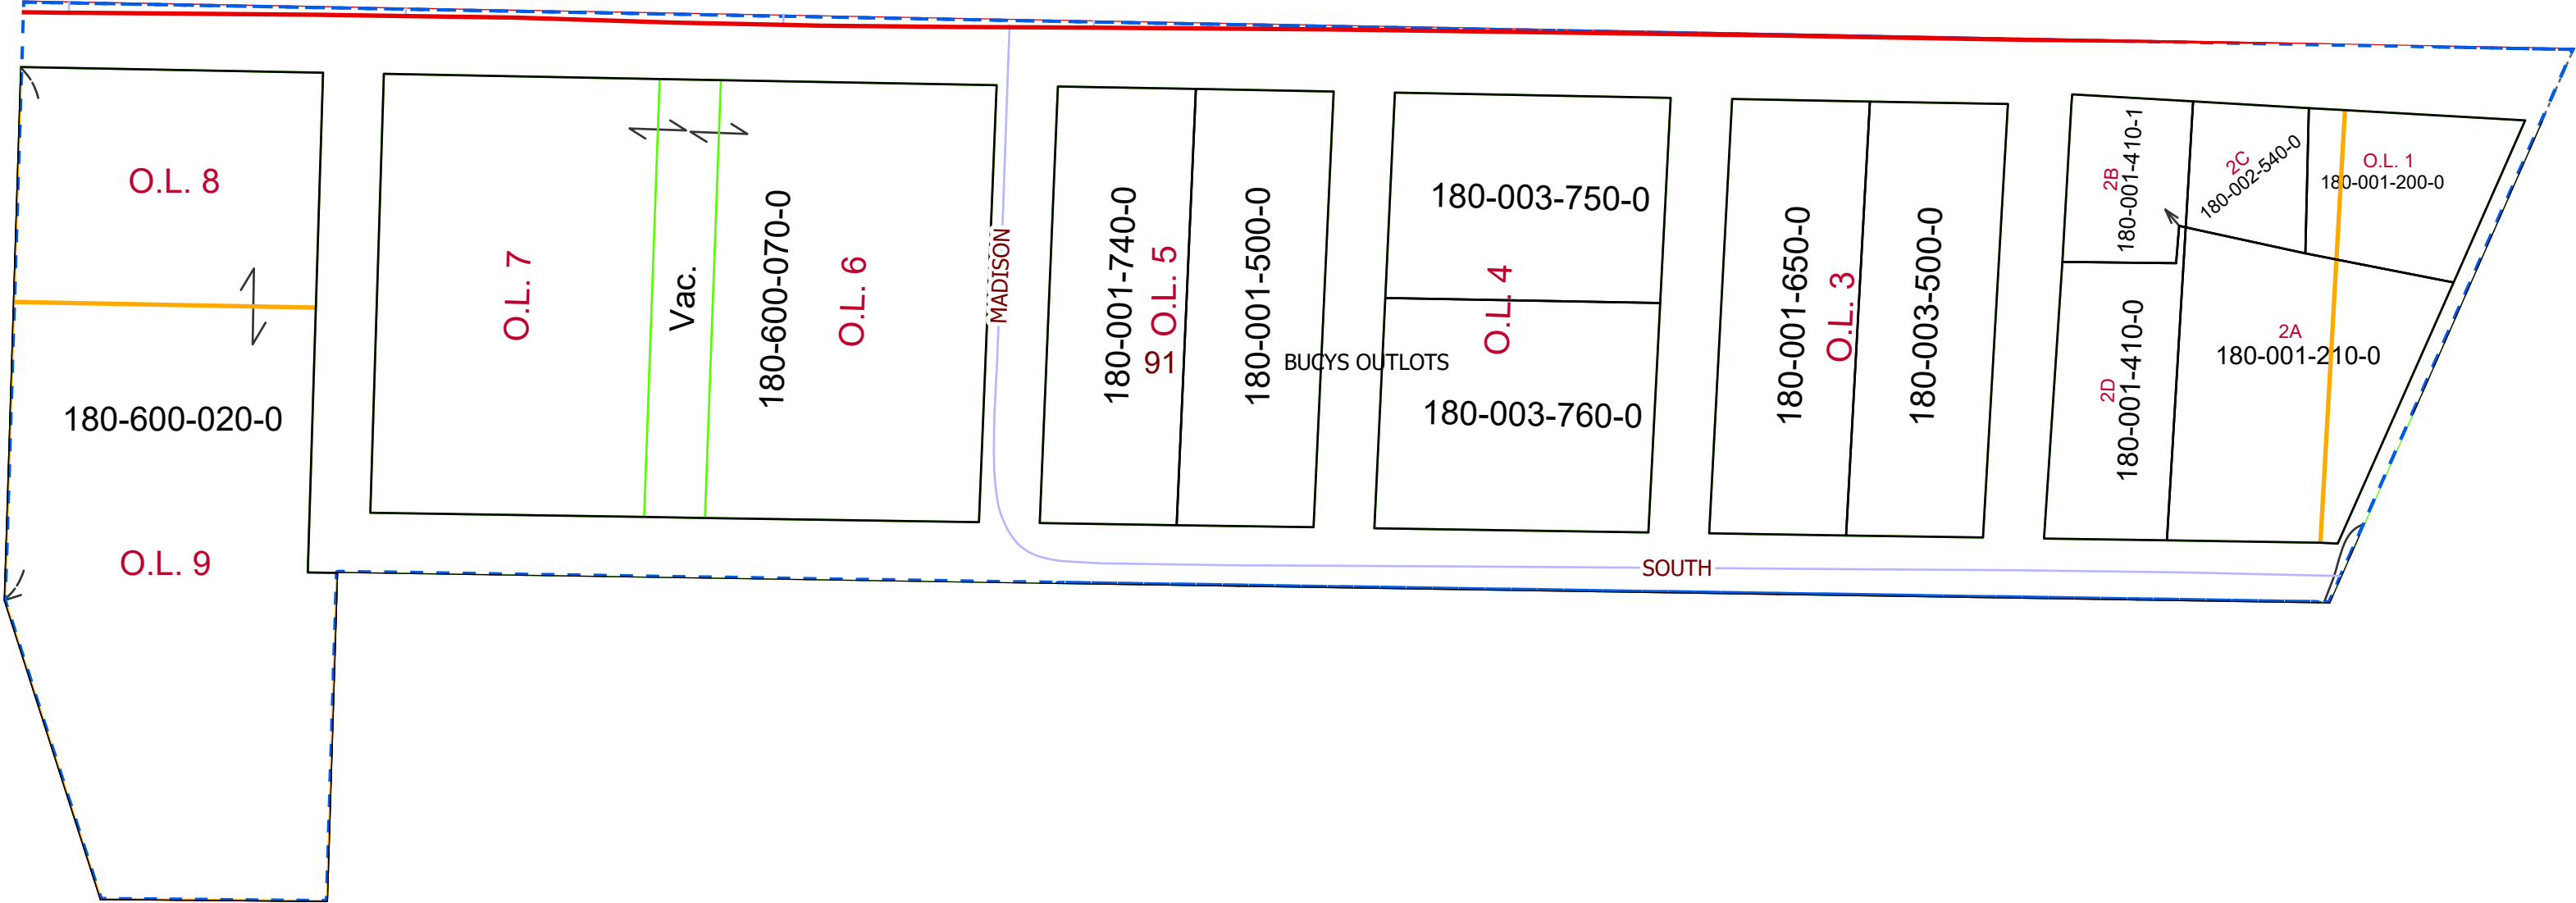 O.L. 8
180-600-020-0
O.L. 9
O.L. 7
Vac.
180-600-070-0
O.L. 6
MADISON
180-001-740-0
O.L. 5
91
180-001-500-0
BUCYS OUTLOTS
180-003-750-0
O.L. 4
180-003-760-0
180-001-650-0
O.L. 3
180-003-500-0
SOUTH
2B
180-001-410-1
2C
180-002-540-0
O.L. 1
180-001-200-0
2A
180-001-210-0
2D
180-001-410-0